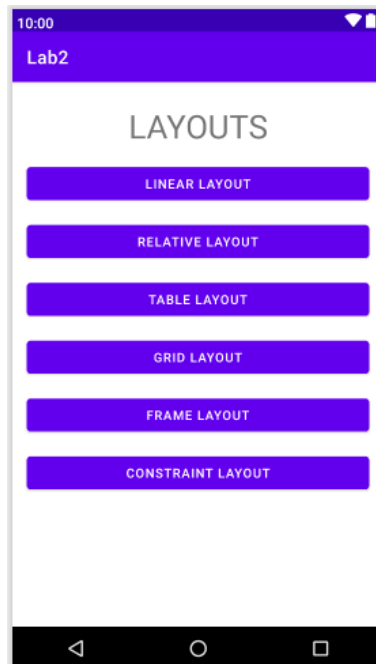 10:00
Lab2
LAYOUTS
LINEAR LAYOUT
RELATIVE LAYOUT
TABLE LAYOUT
GRID LAYOUT
FRAME LAYOUT
CONSTRAINT LAYOUT